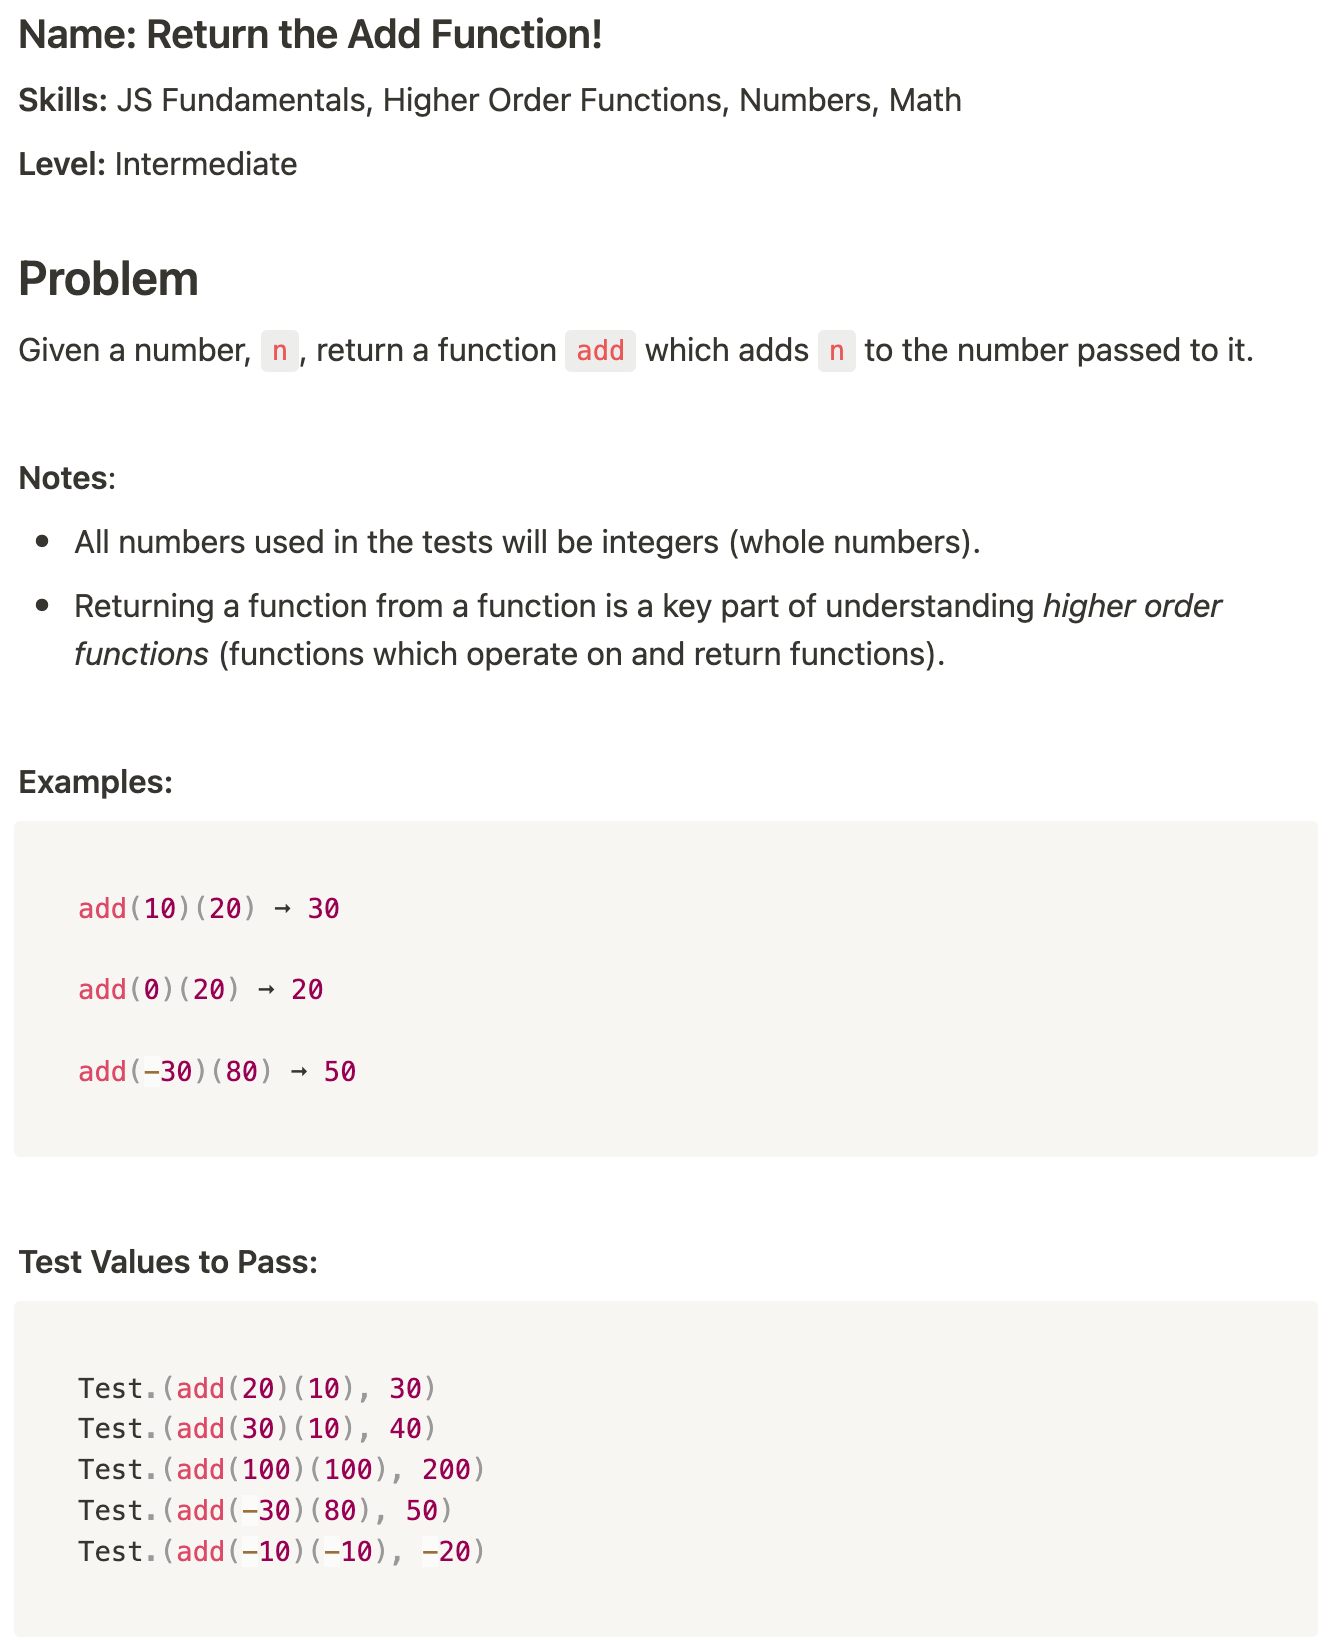 Name: Return the Add Function!
Skills: JS Fundamentals, Higher Order Functions, Numbers, Math
Level: Intermediate
Problem
Given a number, n, return a function add which adds n to the number passed to it.
Notes:
• All numbers used in the tests will be integers (whole numbers).
• Returning a function from a function is a key part of understanding higher order
functions (functions which operate on and return functions).
Examples:
add(10)(20) ➞ 30
add(0)(20) ➞ 20
add(-30)(80) ➞ 50
Test Values to Pass:
Test.(add(20)(10), 30)
Test.(add(30)(10), 40)
Test.(add(100)(100), 200)
Test.(add(-30)(80), 50)
Test.(add(-10)(-10), -20)